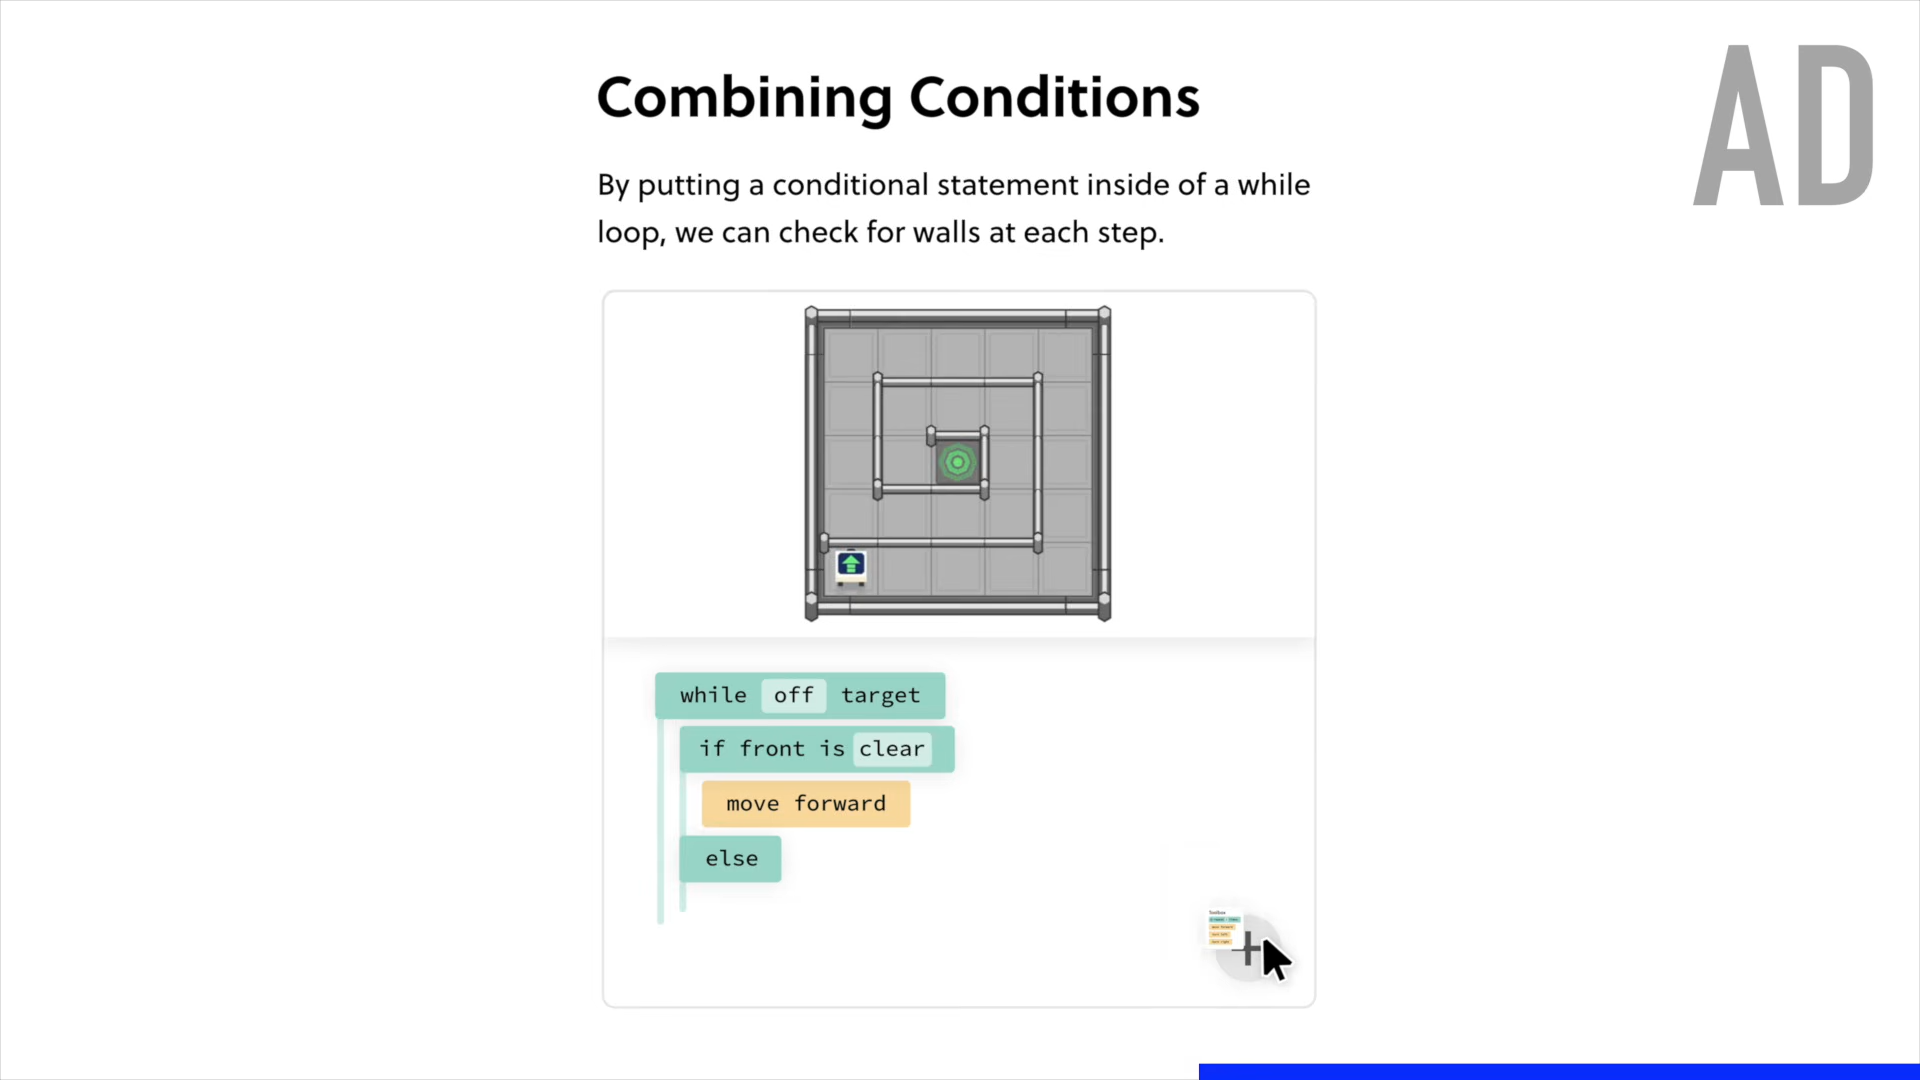 Combining Conditions
AD
By putting a conditional statement inside of a while
loop, we can check for walls at each step.
while off target
if front is clear
move forward
else